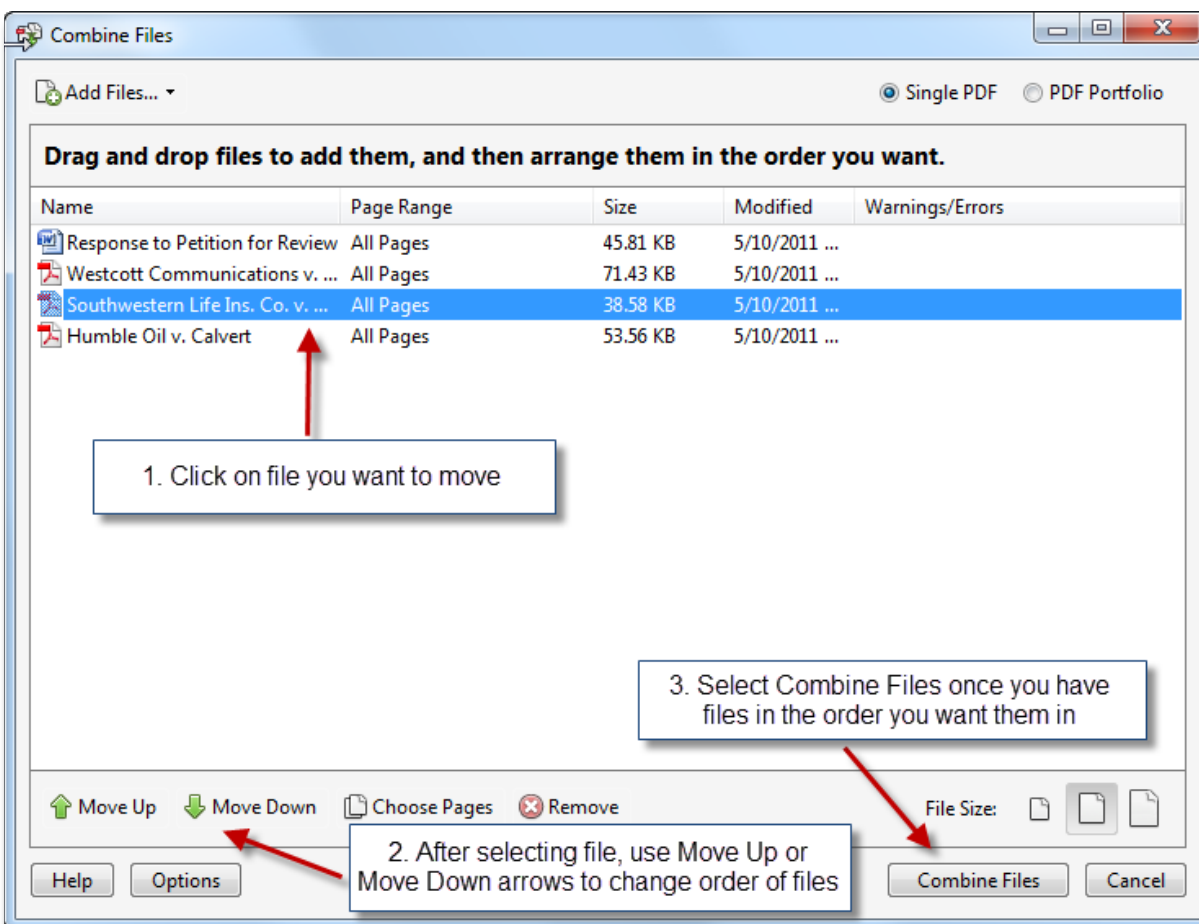 Combine Files
Add Files...
Single PDF PDF Portfolio
Drag and drop files to add them, and then arrange them in the order you want.
Name Page Range Size Modified Warnings/Errors
Response to Petition for Review All Pages 45.81 KB 5/10/2011 ...
Westcott Communications v. ... All Pages 71.43 KB 5/10/2011 ...
Southwestern Life Ins. Co. v. ... All Pages 38.58 KB 5/10/2011 ...
Humble Oil v. Calvert All Pages 53.56 KB 5/10/2011 ...
1. Click on file you want to move
3. Select Combine Files once you have
files in the order you want them in
Move Up Move Down Choose Pages Remove File Size:
2. After selecting file, use Move Up or
Move Down arrows to change order of files
Help Options Combine Files Cancel